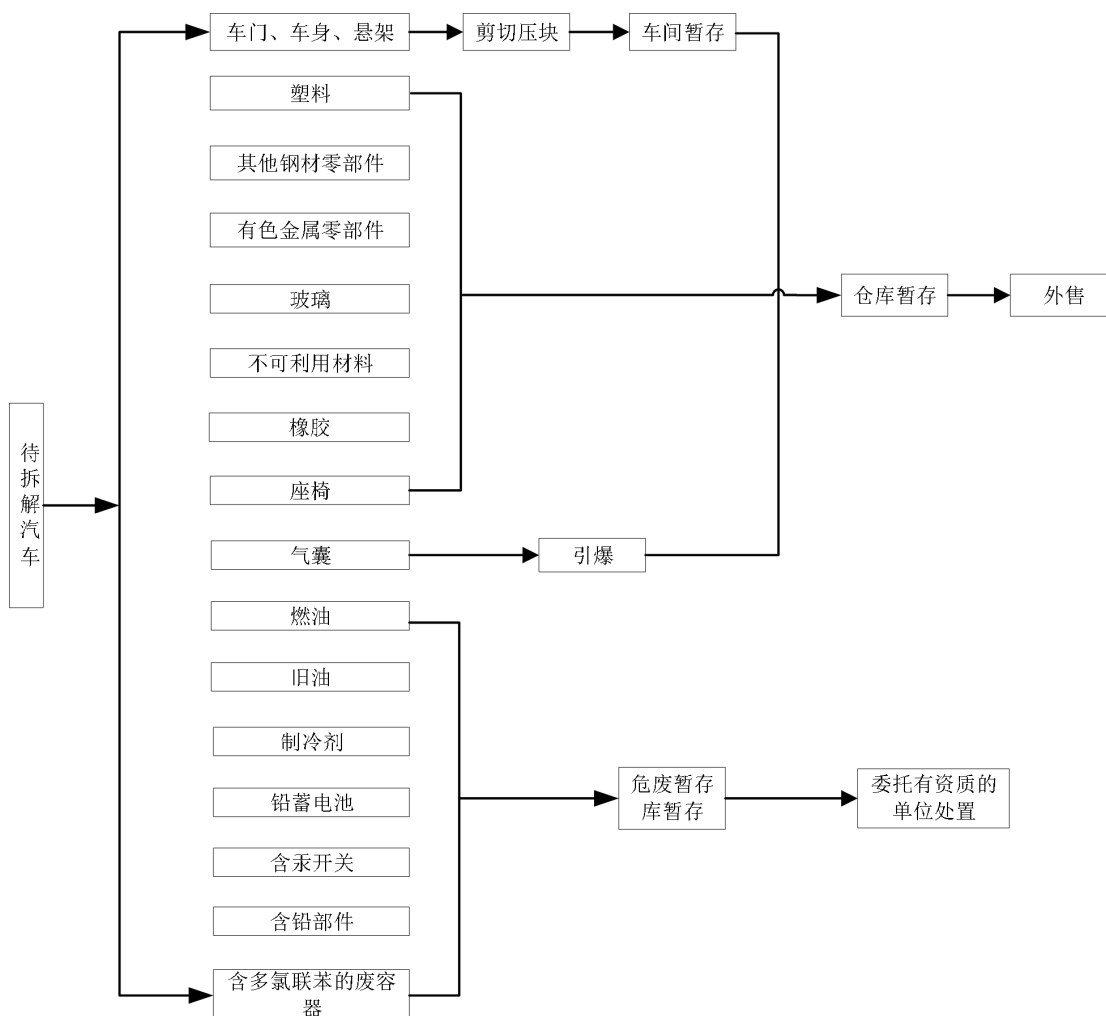 车门、车身、悬架
剪切压块
车间暂存
塑料
其他钢材零部件
有色金属零部件
玻璃
仓库暂存
外售
不可利用材料
橡胶
待
拆
解
汽
车
座椅
气囊
引爆
燃油
旧油
制冷剂
铅蓄电池
危废暂存
库暂存
委托有资质的
单位处置
含汞开关
含铅部件
含多氯联苯的废容
器